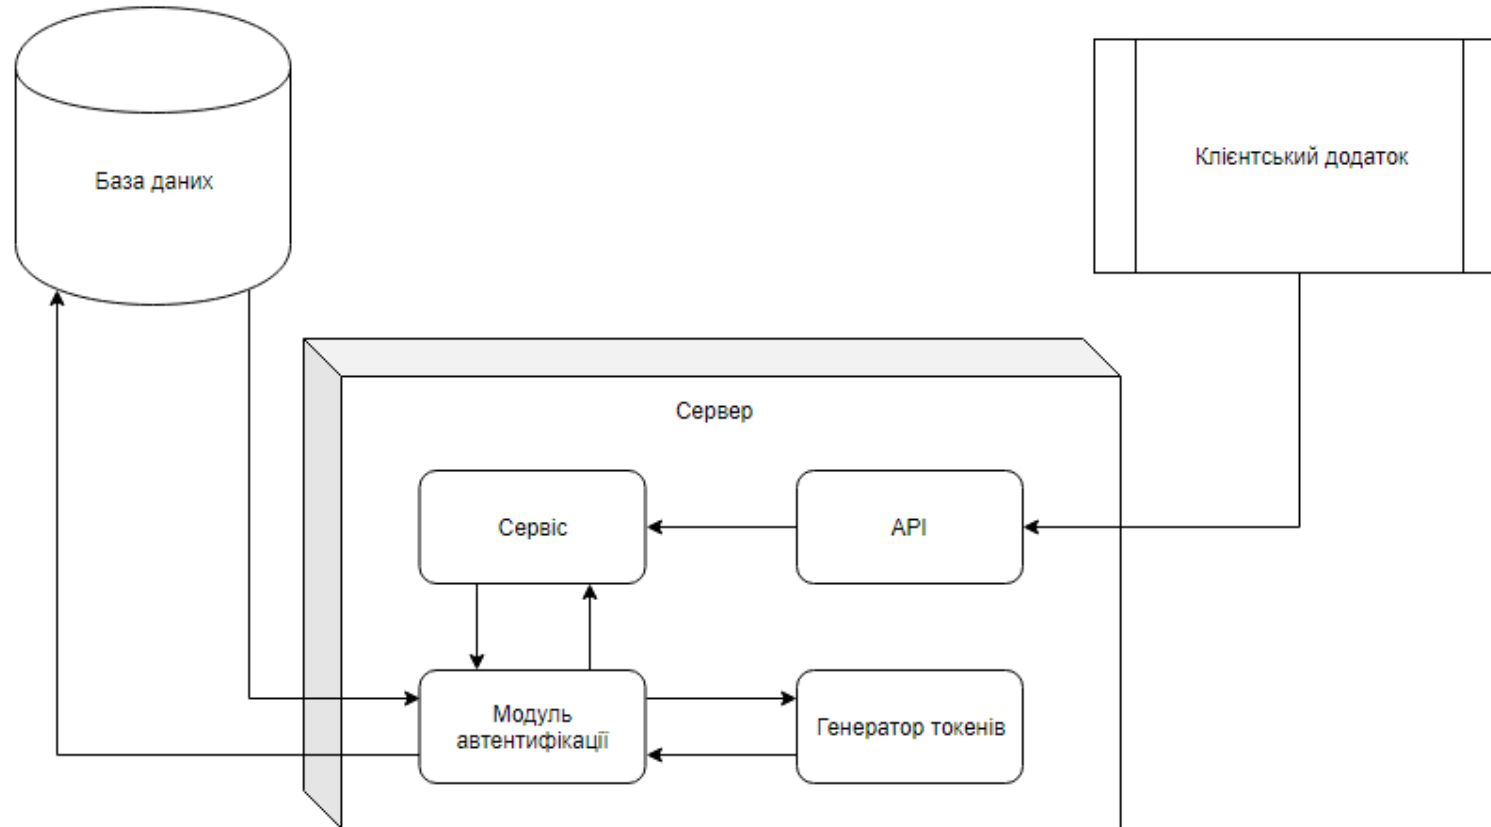 База даних
Клієнтський додаток
Сервер
Сервіс
API
Модуль
автентифікації
Генератор токенів